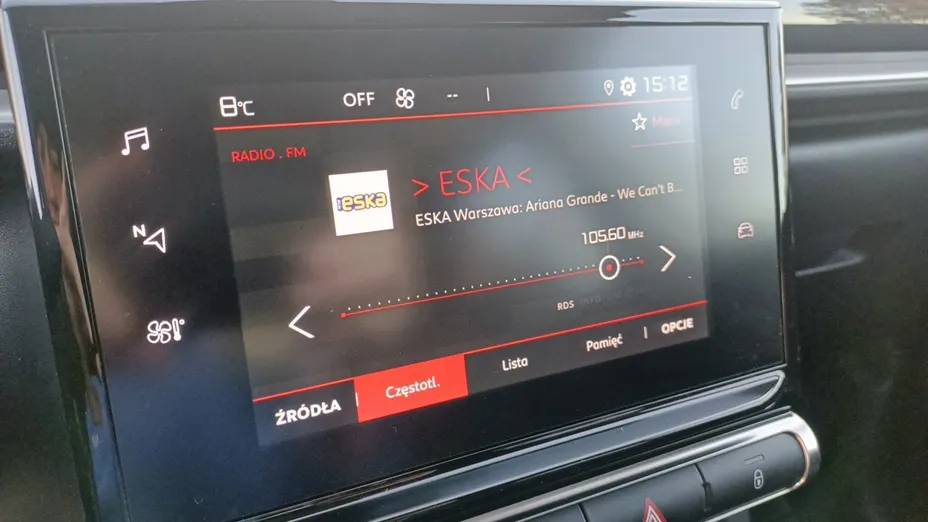 8°C OFF -- | 15:12
RADIO . FM
eska
> ESKA <
ESKA Warszawa: Ariana Grande - We Can't B...
105.60 MHz
N
RDS
ŹRÓDŁA Częstotl. Lista Pamięć | OPCJE